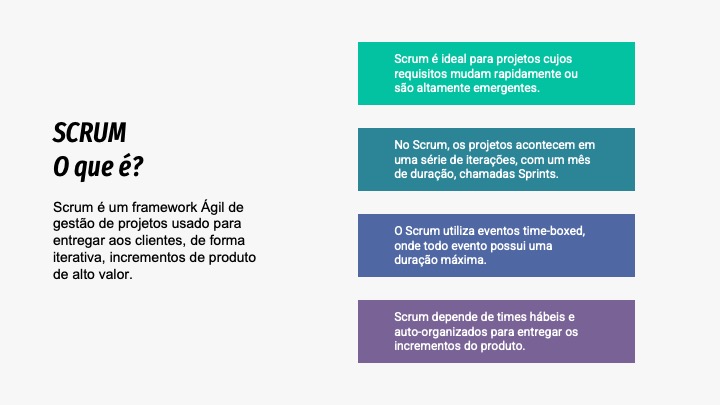 SCRUM
O que é?
Scrum é um framework Ágil de
gestão de projetos usado para
entregar aos clientes, de forma
iterativa, incrementos de produto
de alto valor.
Scrum é ideal para projetos cujos
requisitos mudam rapidamente ou
são altamente emergentes.
No Scrum, os projetos acontecem em
uma série de iterações, com um mês
de duração, chamadas Sprints.
O Scrum utiliza eventos time-boxed,
onde todo evento possui uma
duração máxima.
Scrum depende de times hábeis e
auto-organizados para entregar os
incrementos do produto.